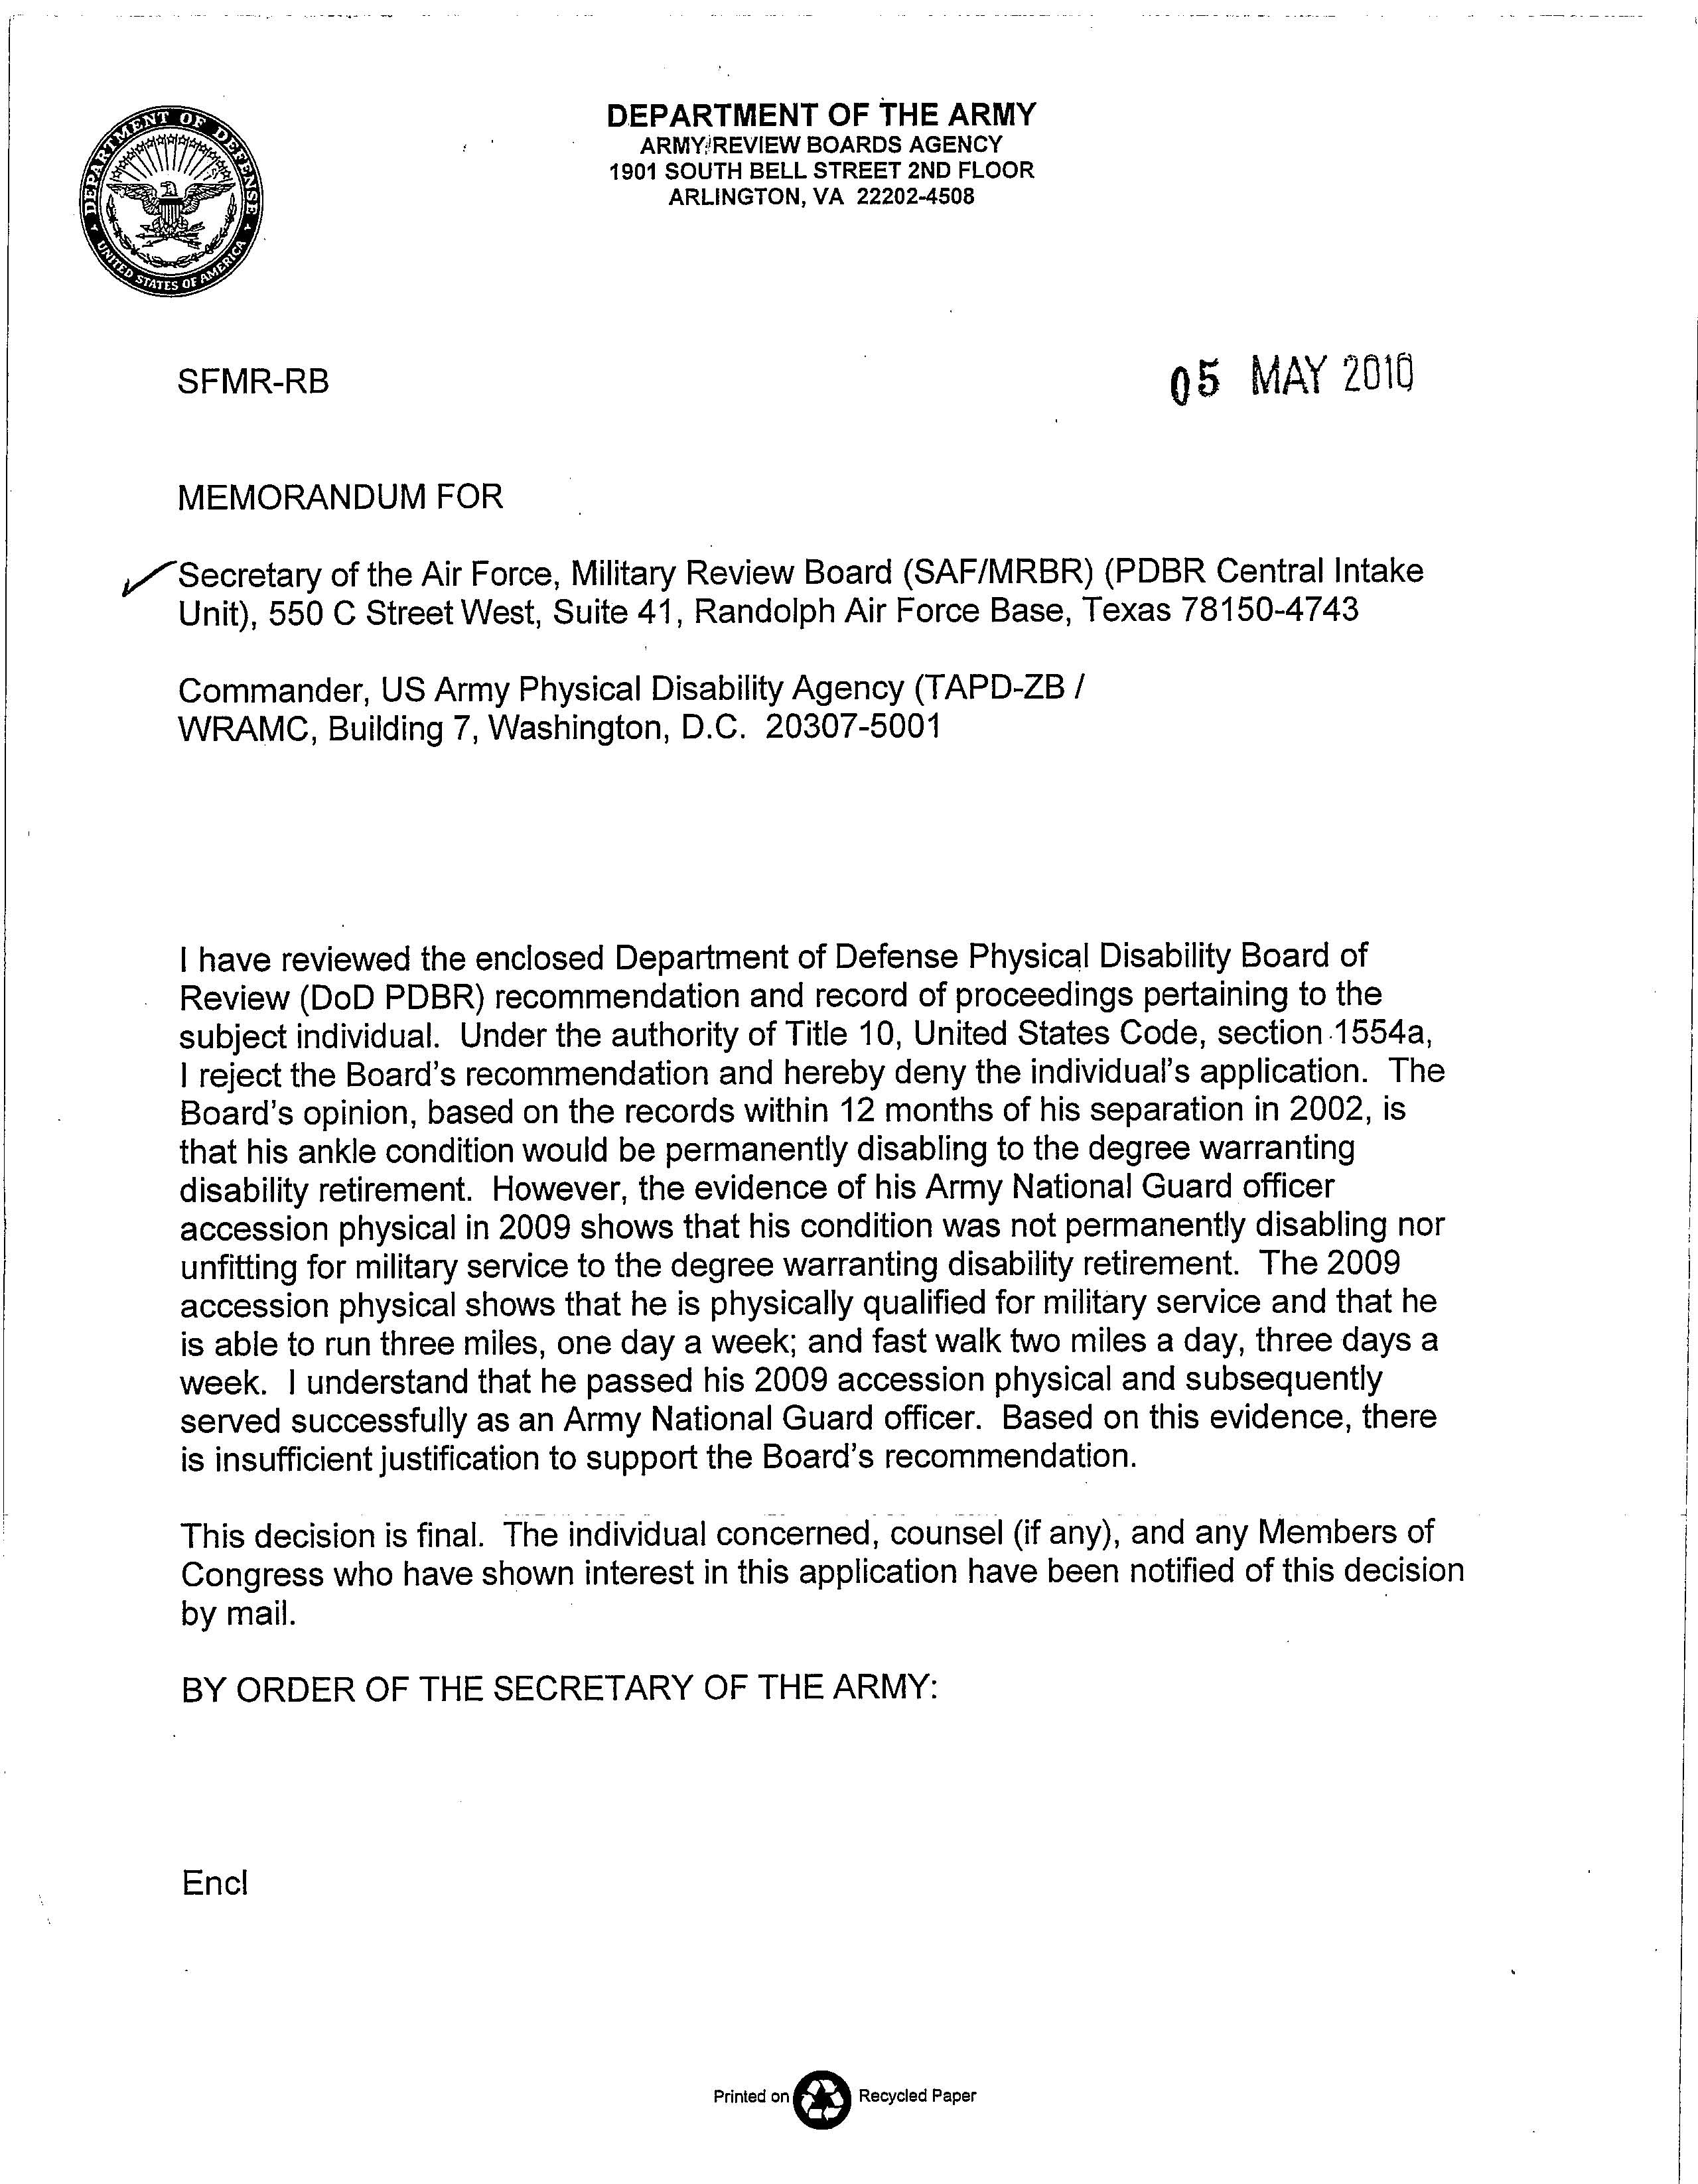 DEPARTMENT OF THE ARMY
ARMY REVIEW BOARDS AGENCY
1901 SOUTH BELL STREET 2ND FLOOR
ARLINGTON, VA 22202-4508
DEPARTMENT OF DEFENSE
UNITED STATES OF AMERICA
SFMR-RB
05 MAY 2010
MEMORANDUM FOR
Secretary of the Air Force, Military Review Board (SAF/MRBR) (PDBR Central Intake
Unit), 550 C Street West, Suite 41, Randolph Air Force Base, Texas 78150-4743
Commander, US Army Physical Disability Agency (TAPD-ZB /
WRAMC, Building 7, Washington, D.C. 20307-5001
I have reviewed the enclosed Department of Defense Physical Disability Board of
Review (DoD PDBR) recommendation and record of proceedings pertaining to the
subject individual. Under the authority of Title 10, United States Code, section 1554a,
I reject the Board's recommendation and hereby deny the individual's application. The
Board's opinion, based on the records within 12 months of his separation in 2002, is
that his ankle condition would be permanently disabling to the degree warranting
disability retirement. However, the evidence of his Army National Guard officer
accession physical in 2009 shows that his condition was not permanently disabling nor
unfitting for military service to the degree warranting disability retirement. The 2009
accession physical shows that he is physically qualified for military service and that he
is able to run three miles, one day a week; and fast walk two miles a day, three days a
week. I understand that he passed his 2009 accession physical and subsequently
served successfully as an Army National Guard officer. Based on this evidence, there
is insufficient justification to support the Board's recommendation.
This decision is final. The individual concerned, counsel (if any), and any Members of
Congress who have shown interest in this application have been notified of this decision
by mail.
BY ORDER OF THE SECRETARY OF THE ARMY:
Encl
Printed on Recycled Paper